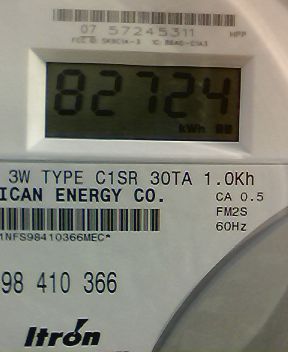 07 57245311
82724
kWh
3W TYPE C1SR 30TA 1.0Kh
ICAN ENERGY CO.
CA 0.5
FM2S
60Hz
1NFS98410366MEC*
98 410 366
Itron